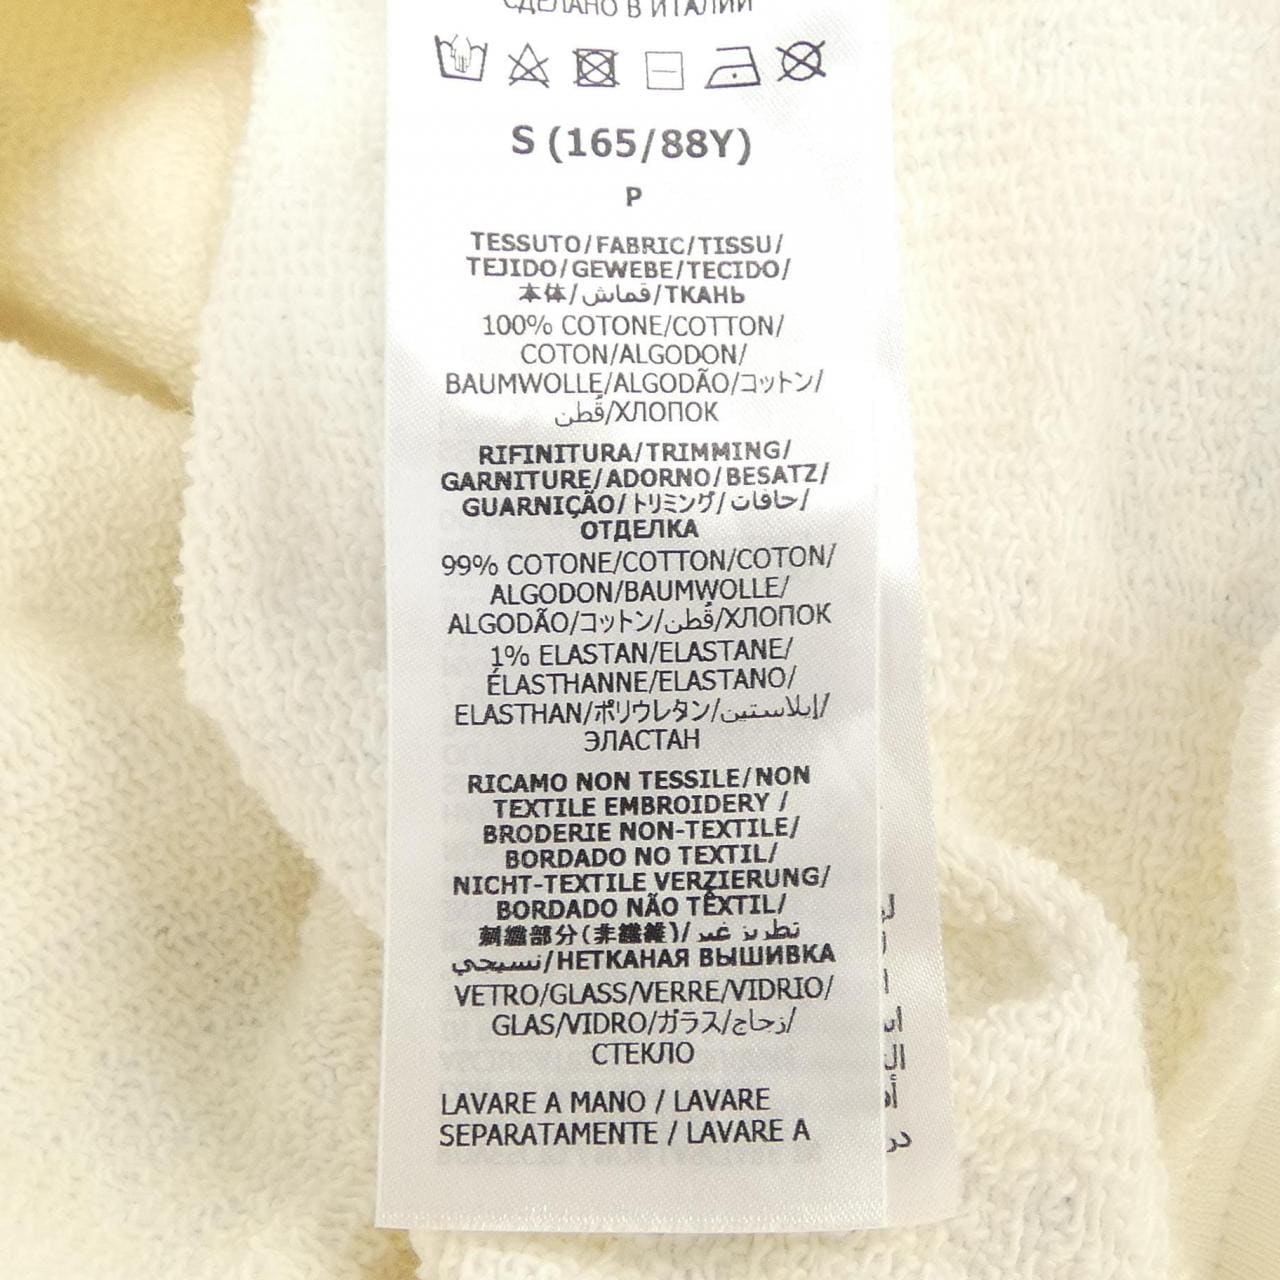 СДЕЛАНО В ИТАЛИИ
S (165/88Y)
P
TESSUTO/FABRIC/TISSU/
TEJIDO/GEWEBE/TECIDO/
本体/قماش/ТКАНЬ
100% COTONE/COTTON/
COTON/ALGODON/
BAUMWOLLE/ALGODÃO/コットン/
قُطن/ХЛОПОК
RIFINITURA/TRIMMING/
GARNITURE/ADORNO/BESATZ/
GUARNIÇÃO/トリミング/حافات/
ОТДЕЛКА
99% COTONE/COTTON/COTON/
ALGODON/BAUMWOLLE/
ALGODÃO/コットン/قُطن/ХЛОПОК
1% ELASTAN/ELASTANE/
ÉLASTHANNE/ELASTANO/
ELASTHAN/ポリウレタン/إيلاستين/
ЭЛАСТАН
RICAMO NON TESSILE/NON
TEXTILE EMBROIDERY /
BRODERIE NON-TEXTILE/
BORDADO NO TEXTIL/
NICHT-TEXTILE VERZIERUNG/
BORDADO NÃO TÊXTIL/
刺繍部分(非繊維)/تطريز غير
نسيجي/НЕТКАНАЯ ВЫШИВКА
VETRO/GLASS/VERRE/VIDRIO/
GLAS/VIDRO/ガラス/زجاج/
СТЕКЛО
LAVARE A MANO / LAVARE
SEPARATAMENTE / LAVARE A